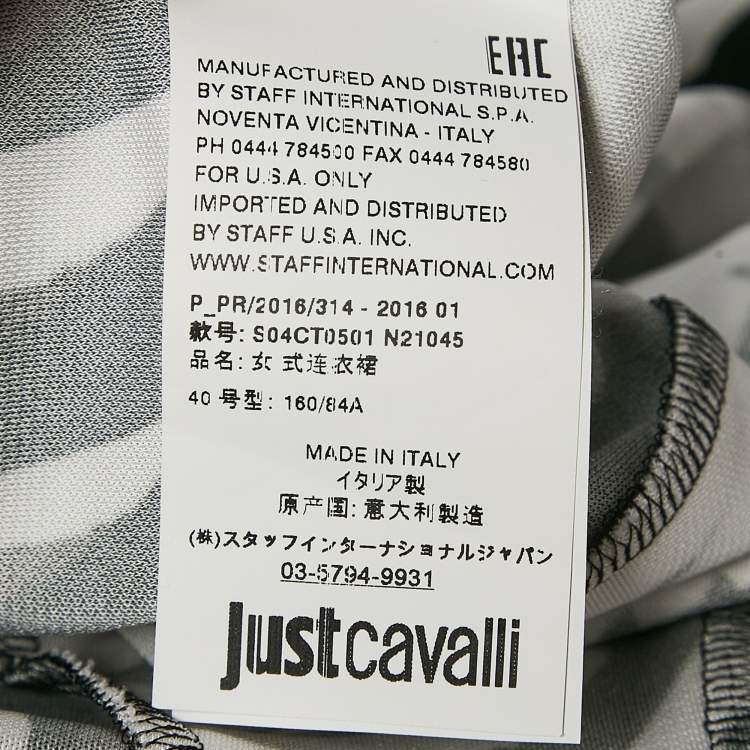 EAC
MANUFACTURED AND DISTRIBUTED
BY STAFF INTERNATIONAL S.P.A.
NOVENTA VICENTINA - ITALY
PH 0444 784500 FAX 0444 784580
FOR U.S.A. ONLY
IMPORTED AND DISTRIBUTED
BY STAFF U.S.A. INC.
WWW.STAFFINTERNATIONAL.COM
P_PR/2016/314 - 2016 01
款号: S04CT0501 N21045
品名: 女 式连衣裙
40 号型: 160/84A
MADE IN ITALY
イタリア製
原产国: 意大利製造
(株)スタッフインターナショナルジャパン
03-5794-9931
Justcavalli